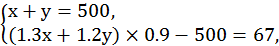 x + y = 500,
(1.3x + 1.2y) × 0.9 − 500 = 67,